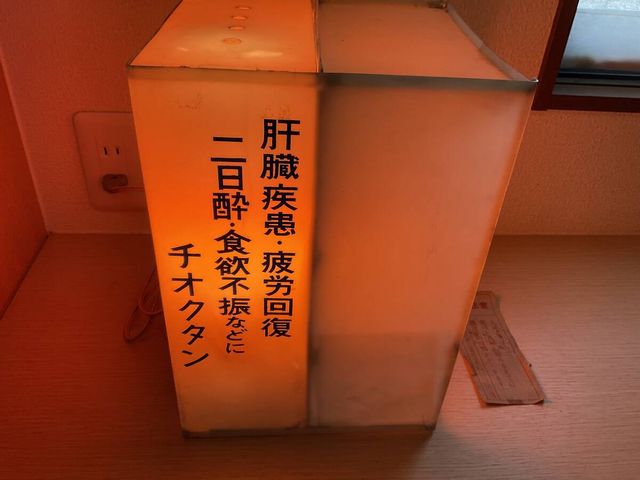 肝臓疾患・疲労回復
二日酔・食欲不振などに
チオクタン